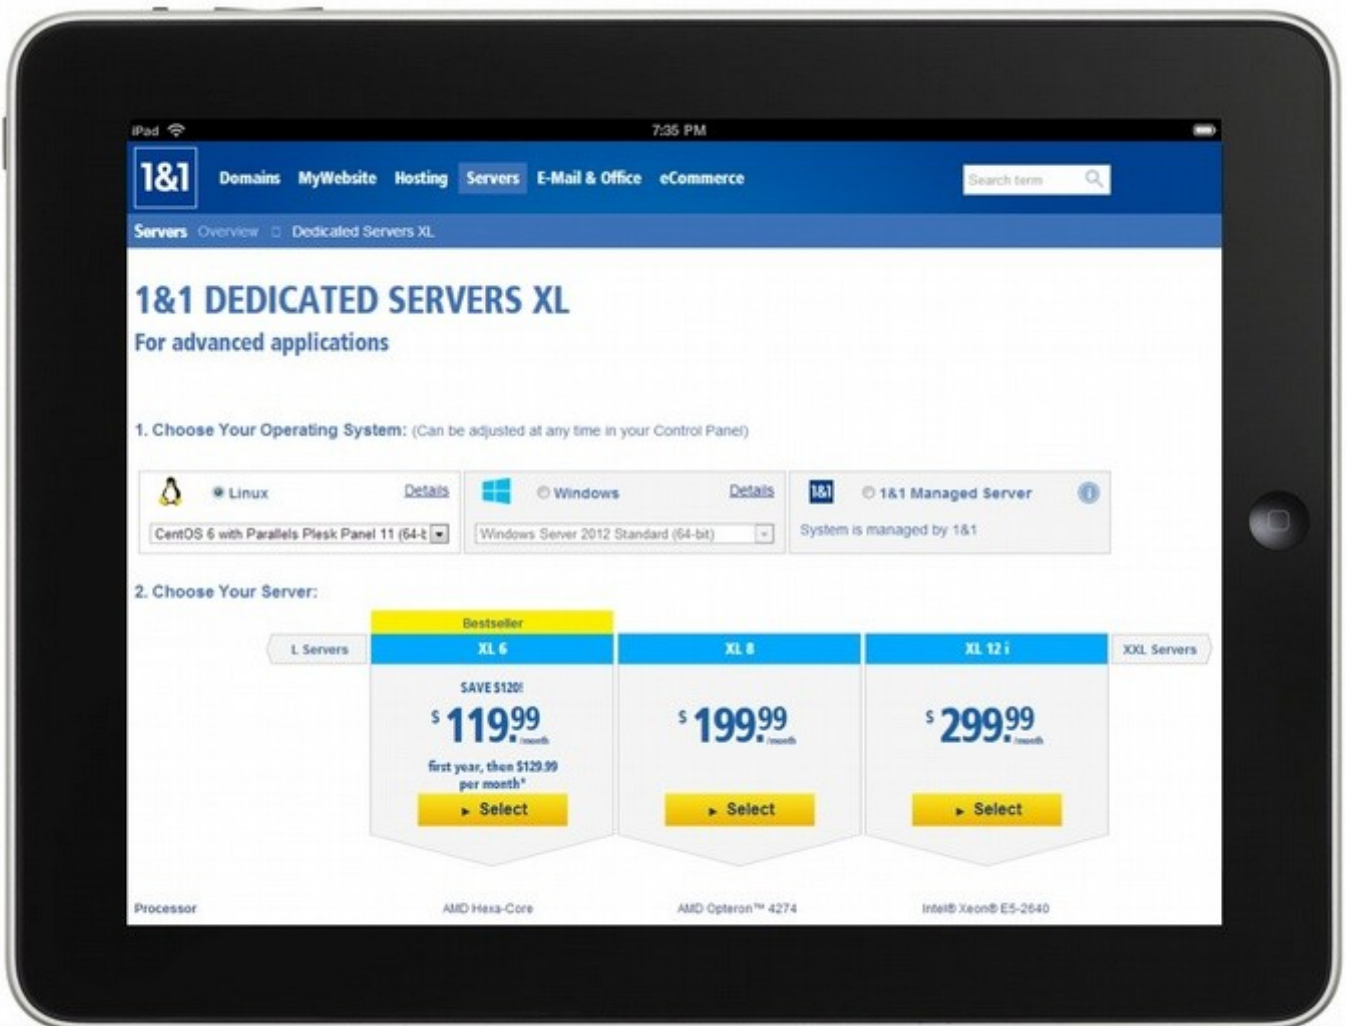 iPad 7:35 PM
1&1 Domains MyWebsite Hosting Servers E-Mail & Office eCommerce Search term
Servers Overview Dedicated Servers XL
1&1 DEDICATED SERVERS XL
For advanced applications
1. Choose Your Operating System: (Can be adjusted at any time in your Control Panel)
Linux Details Windows Details 1&1 1&1 Managed Server i
CentOS 6 with Parallels Plesk Panel 11 (64-b Windows Server 2012 Standard (64-bit) System is managed by 1&1
2. Choose Your Server:
Bestseller
L Servers XL 6 XL 8 XL 12 i XXL Servers
SAVE $120!
$119.99 /month $199.99 /month $299.99 /month
first year, then $129.99
per month*
Select Select Select
Processor AMD Hexa-Core AMD Opteron™ 4274 Intel® Xeon® E5-2640